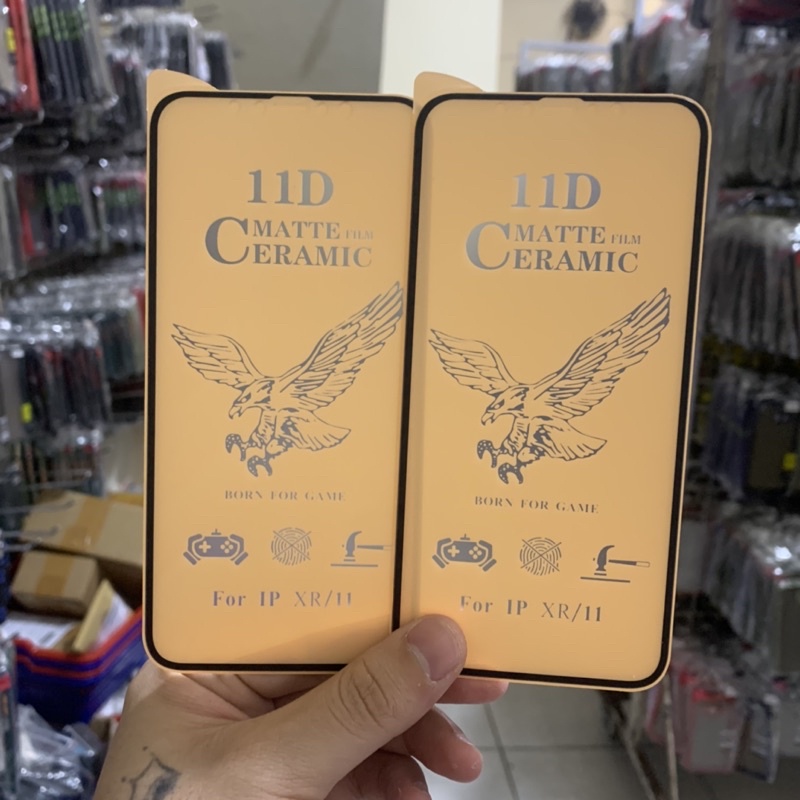 11D
CERAMIC MATTE FILM
BORN FOR GAME
For IP XR/11
11D
CERAMIC MATTE FILM
BORN FOR GAME
For IP XR/11